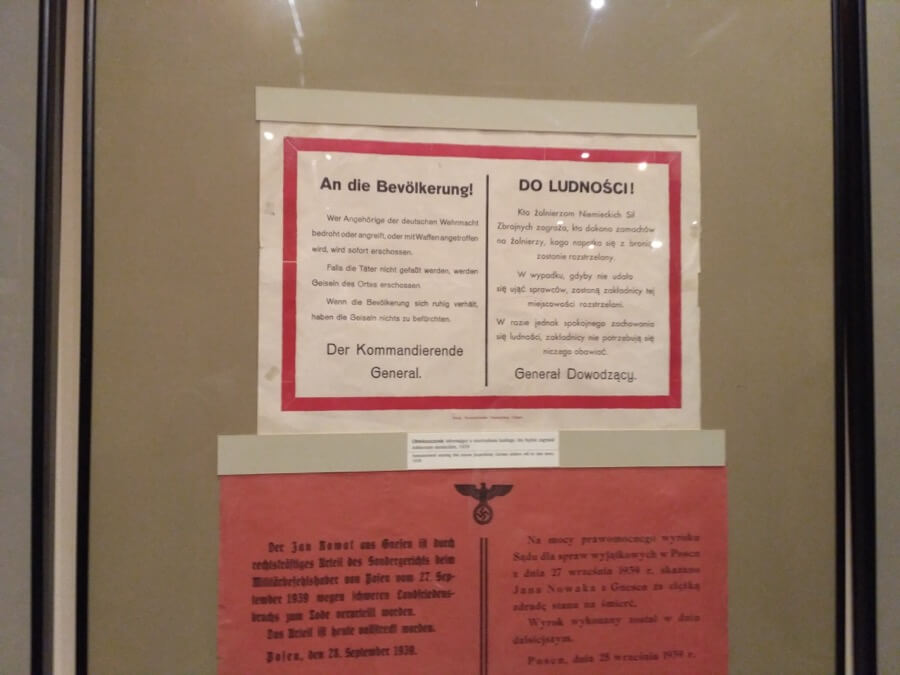 An die Bevölkerung!
Wer Angehörige der deutschen Wehrmacht
bedroht oder angreift, oder mit Waffen angetroffen
wird, wird sofort erschossen.
Falls die Täter nicht gefaßt werden, werden
Geiseln des Ortes erschossen.
Wenn die Bevölkerung sich ruhig verhält,
haben die Geiseln nichts zu befürchten.
Der Kommandierende
General.
DO LUDNOŚCI!
Kto żołnierzom Niemieckich Sił
Zbrojnych zagraża, kto dokona zamachów
na żołnierzy, kogo napotka się z bronią
zostanie rozstrzelany.
W wypadku, gdyby nie udało
się ująć sprawców, zostaną zakładnicy tej
miejscowości rozstrzelani.
W razie jednak spokojnego zachowania
się ludności, zakładnicy nie potrzebują się
niczego obawiać.
Generał Dowodzący.
Obwieszczenie
1939
Der Jan Nowak aus Gnesen ist durch
rechtskräftiges Urteil des Sondergerichts beim
Militärbefehlshaber von Posen vom 27. Sep-
tember 1939 wegen schweren Landfriedens-
bruchs zum Tode verurteilt worden.
Das Urteil ist heute vollstreckt worden.
Posen, den 28. September 1939.
Na mocy prawomocnego wyroku
Sądu dla spraw wyjątkowych w Posen
z dnia 27 września 1939 r. skazano
Jana Nowaka z Gnesen za ciężką
zdradę stanu na śmierć.
Wyrok wykonany został w dniu
dzisiejszym.
Posen, dnia 28 września 1939 r.